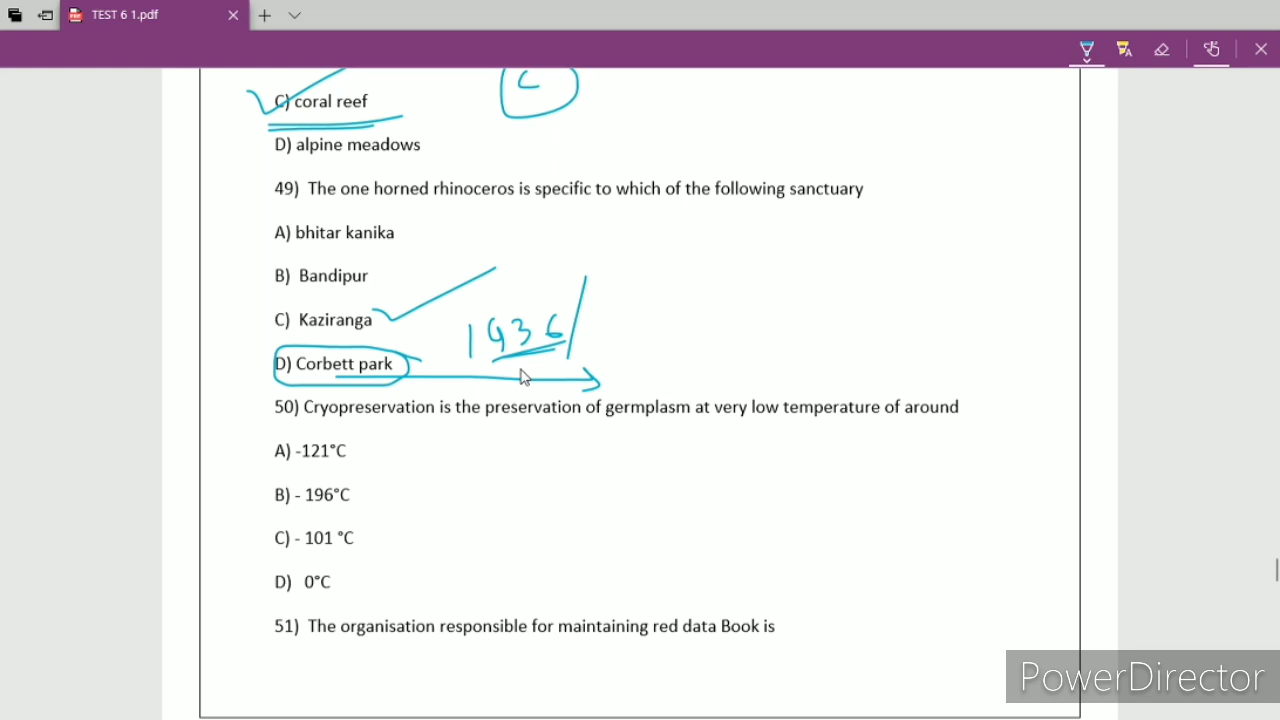 TEST 6 1.pdf
C) coral reef
C
D) alpine meadows
49) The one horned rhinoceros is specific to which of the following sanctuary
A) bhitar kanika
B) Bandipur
C) Kaziranga
1936
D) Corbett park
50) Cryopreservation is the preservation of germplasm at very low temperature of around
A) -121°C
B) - 196°C
C) - 101 °C
D) 0°C
51) The organisation responsible for maintaining red data Book is
PowerDirector